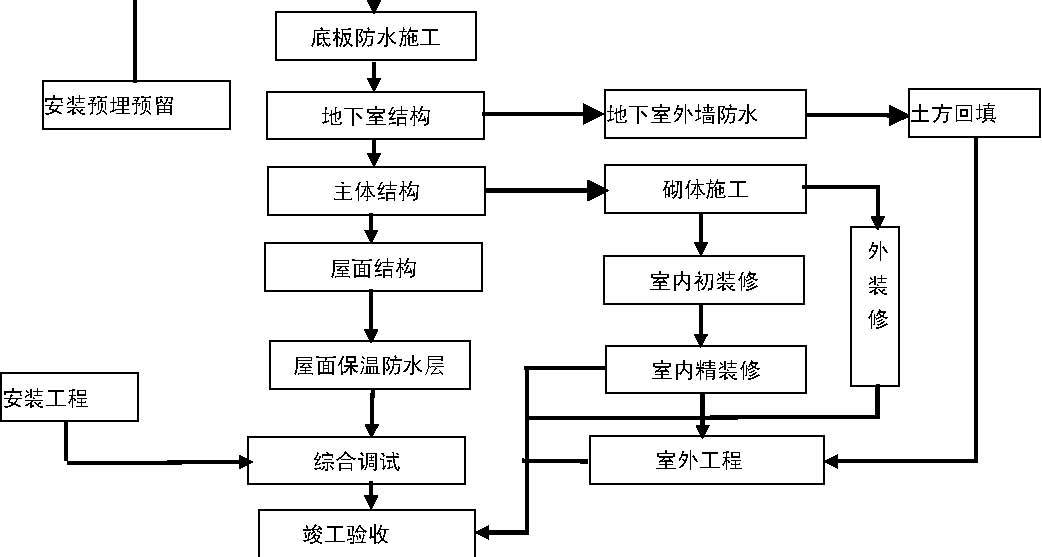 底板防水施工
安装预埋预留
地下室结构
地下室外墙防水
土方回填
主体结构
砌体施工
外装修
屋面结构
室内初装修
屋面保温防水层
室内精装修
安装工程
综合调试
室外工程
竣工验收